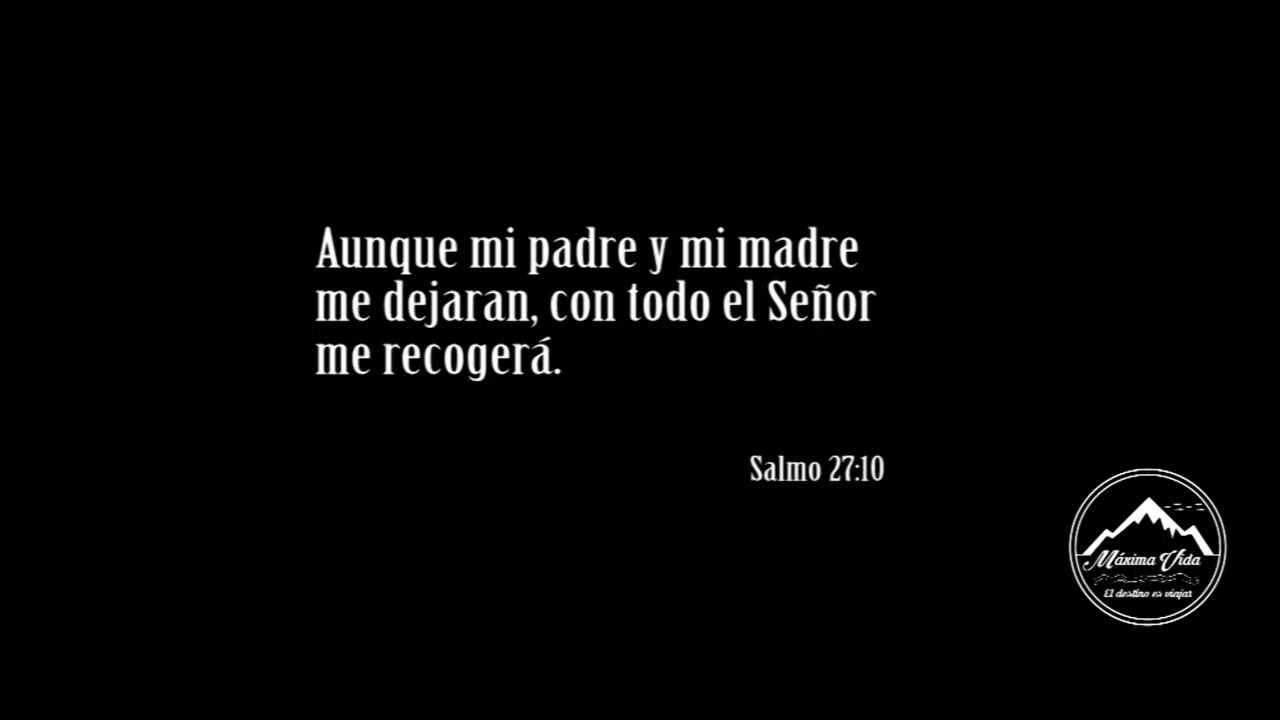 Aunque mi padre y mi madre
me dejaran, con todo el Señor
me recogerá.
Salmo 27:10
Máxima Vida
El destino es viajar